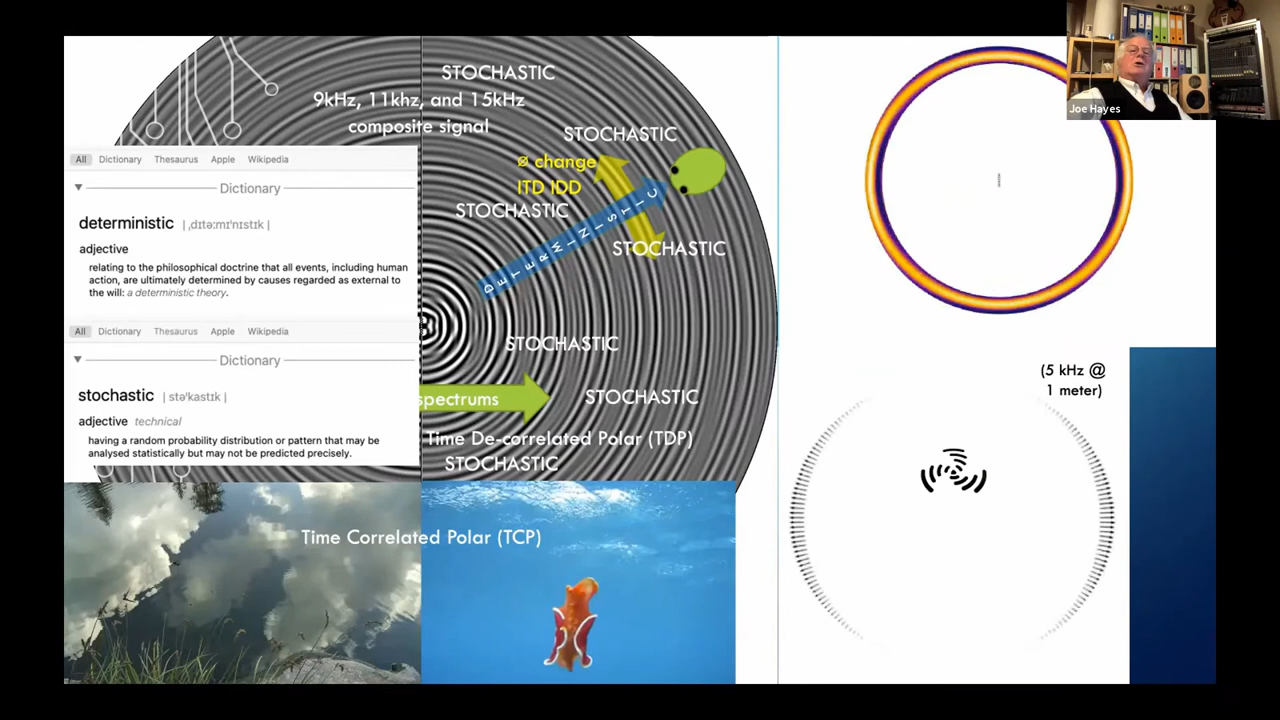 STOCHASTIC
9kHz, 11khz, and 15kHz
composite signal
STOCHASTIC
ø change
ITD IDD
STOCHASTIC
DETERMINISTIC
STOCHASTIC
STOCHASTIC
spectrums
STOCHASTIC
Time De-correlated Polar (TDP)
STOCHASTIC
Time Correlated Polar (TCP)
All Dictionary Thesaurus Apple Wikipedia
Dictionary
deterministic | ˌdɪtəːmɪˈnɪstɪk |
adjective
relating to the philosophical doctrine that all events, including human
action, are ultimately determined by causes regarded as external to
the will: a deterministic theory.
All Dictionary Thesaurus Apple Wikipedia
Dictionary
stochastic | stəˈkastɪk |
adjective technical
having a random probability distribution or pattern that may be
analysed statistically but may not be predicted precisely.
(5 kHz @
1 meter)
Joe Hayes